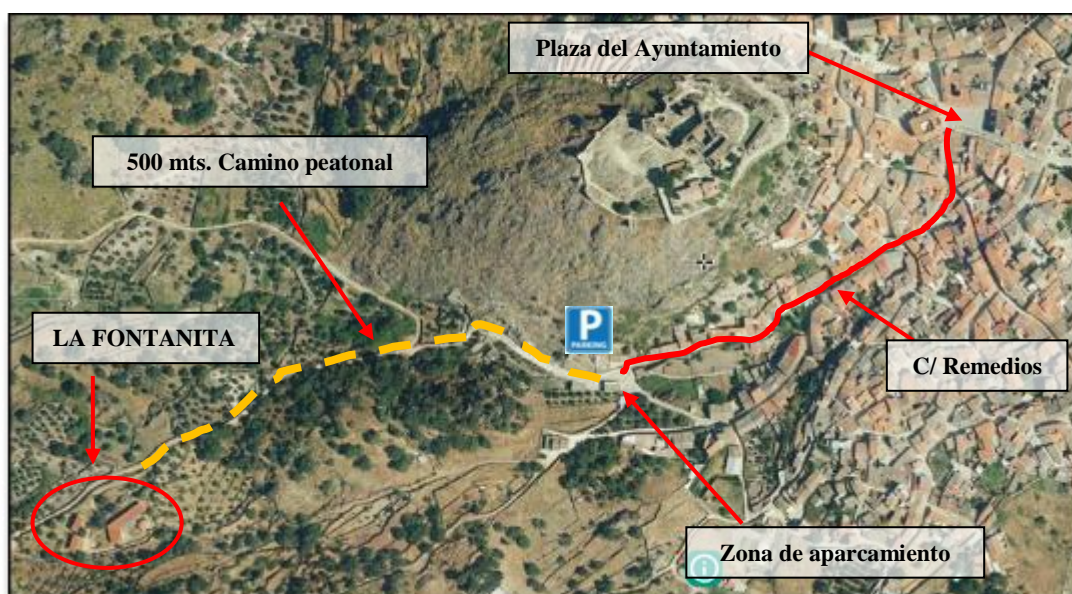 Plaza del Ayuntamiento
500 mts. Camino peatonal
P
PARKING
LA FONTANITA
C/ Remedios
Zona de aparcamiento